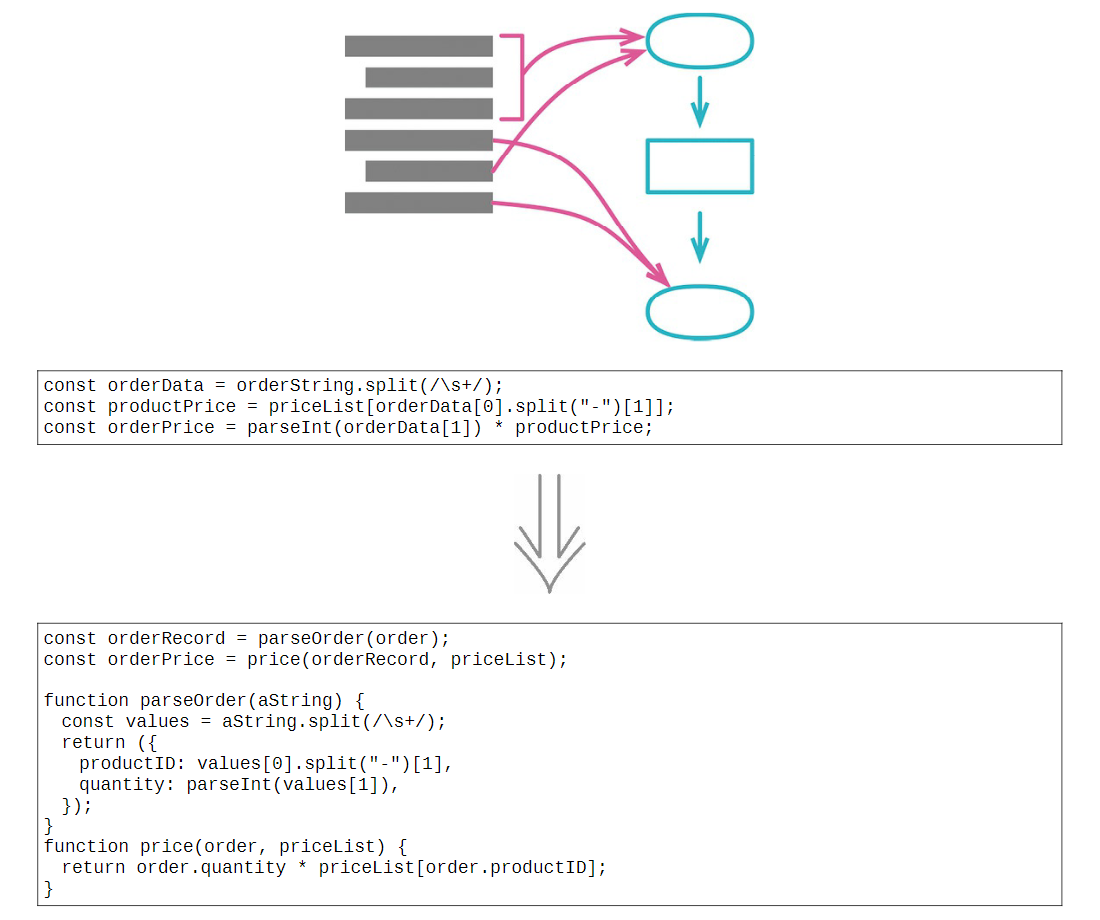 const orderData = orderString.split(/\s+/);
const productPrice = priceList[orderData[0].split("-")[1]];
const orderPrice = parseInt(orderData[1]) * productPrice;
const orderRecord = parseOrder(order);
const orderPrice = price(orderRecord, priceList);
function parseOrder(aString) {
  const values = aString.split(/\s+/);
  return ({
    productID: values[0].split("-")[1],
    quantity: parseInt(values[1]),
  });
}
function price(order, priceList) {
  return order.quantity * priceList[order.productID];
}